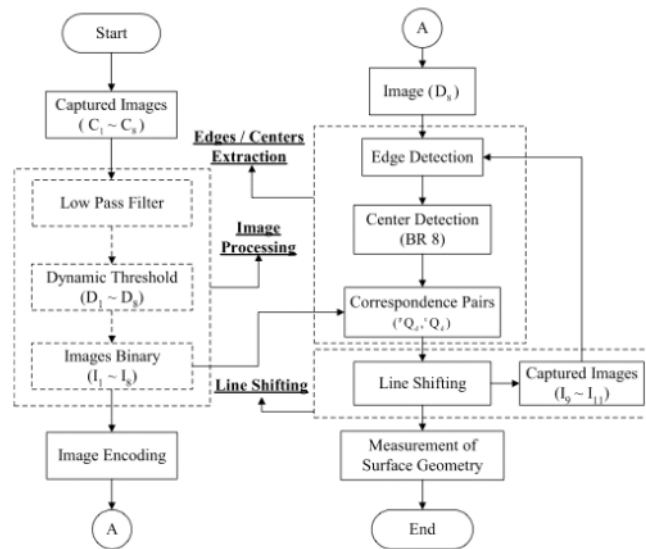 Start
Captured Images
( C₁ ~ C₈ )
Low Pass Filter
Dynamic Threshold
(D₁ ~ D₈)
Images Binary
(I₁ ~ I₈)
Image Encoding
A
Edges / Centers
Extraction
Image
Processing
Line Shifting
A
Image (D₈)
Edge Detection
Center Detection
(BR 8)
Correspondence Pairs
Line Shifting
Captured Images
(I₉ ~ I₁₁)
Measurement of
Surface Geometry
End